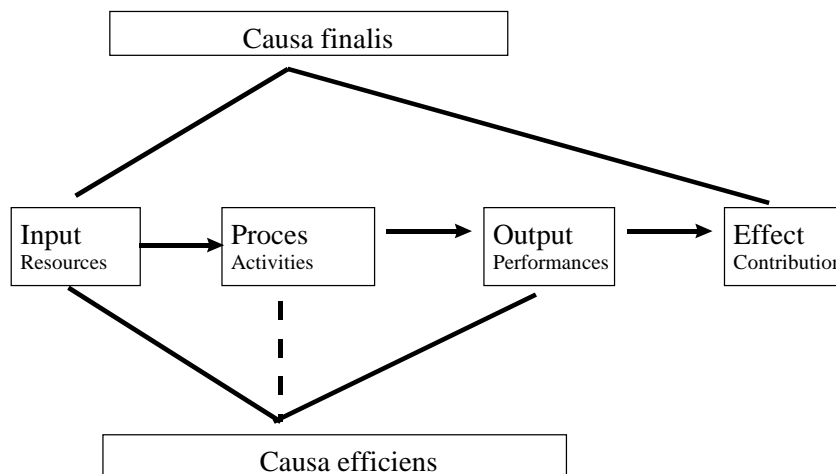 Causa finalis
Input
Resources
Proces
Activities
Output
Performances
Effect
Contribution
Causa efficiens